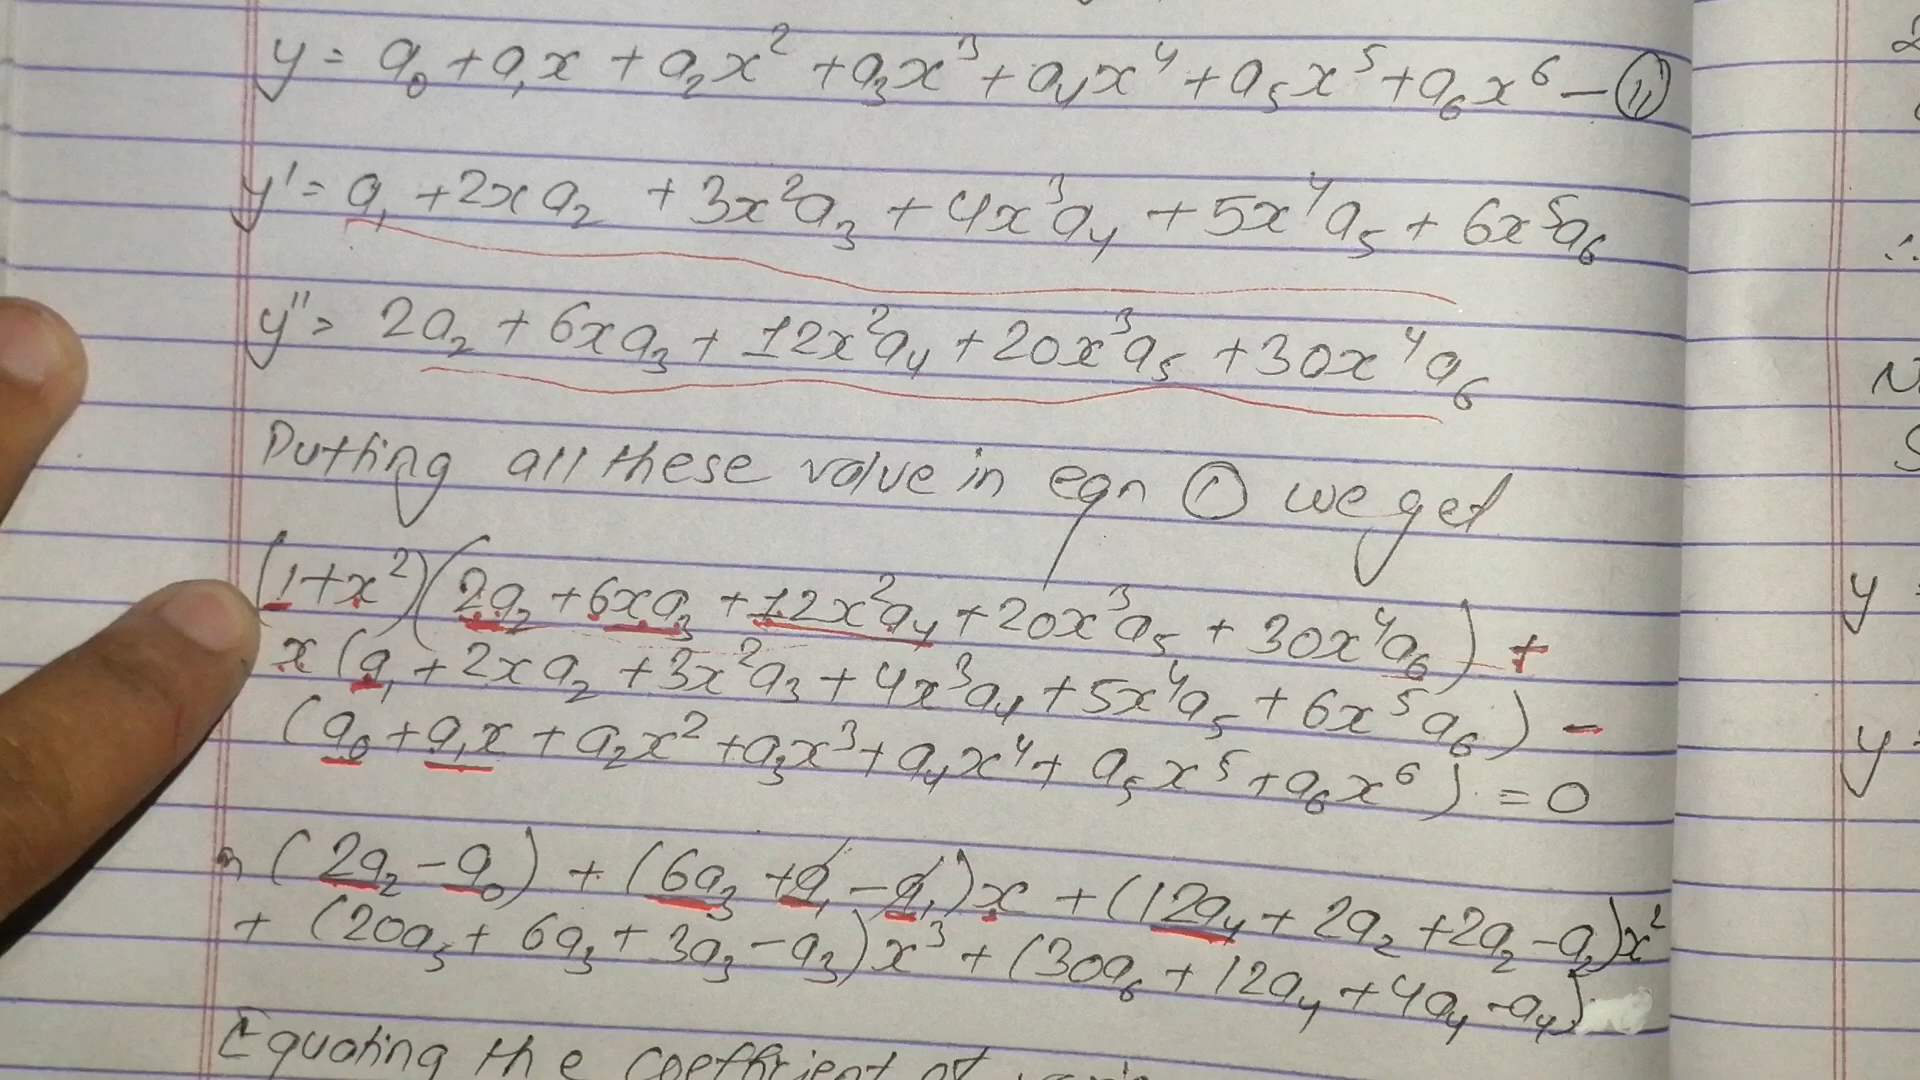 y = a₀ + a₁x + a₂x² + a₃x³ + a₄x⁴ + a₅x⁵ + a₆x⁶ — (ii)
y' = a₁ + 2xa₂ + 3x²a₃ + 4x³a₄ + 5x⁴a₅ + 6x⁵a₆
y'' = 2a₂ + 6xa₃ + 12x²a₄ + 20x³a₅ + 30x⁴a₆
Putting all these value in eqn (1) we get
(1+x²)(2a₂ + 6xa₃ + 12x²a₄ + 20x³a₅ + 30x⁴a₆) +
x(a₁ + 2xa₂ + 3x²a₃ + 4x³a₄ + 5x⁴a₅ + 6x⁵a₆) –
(a₀ + a₁x + a₂x² + a₃x³ + a₄x⁴ + a₅x⁵ + a₆x⁶) = 0
(2a₂ – a₀) + (6a₃ + a₁ – a₁)x + (12a₄ + 2a₂ + 2a₂ – a₂)x²
+ (20a₅ + 6a₃ + 3a₃ – a₃)x³ + (30a₆ + 12a₄ + 4a₄ – a₄)
Equating the coefficient of
y
y